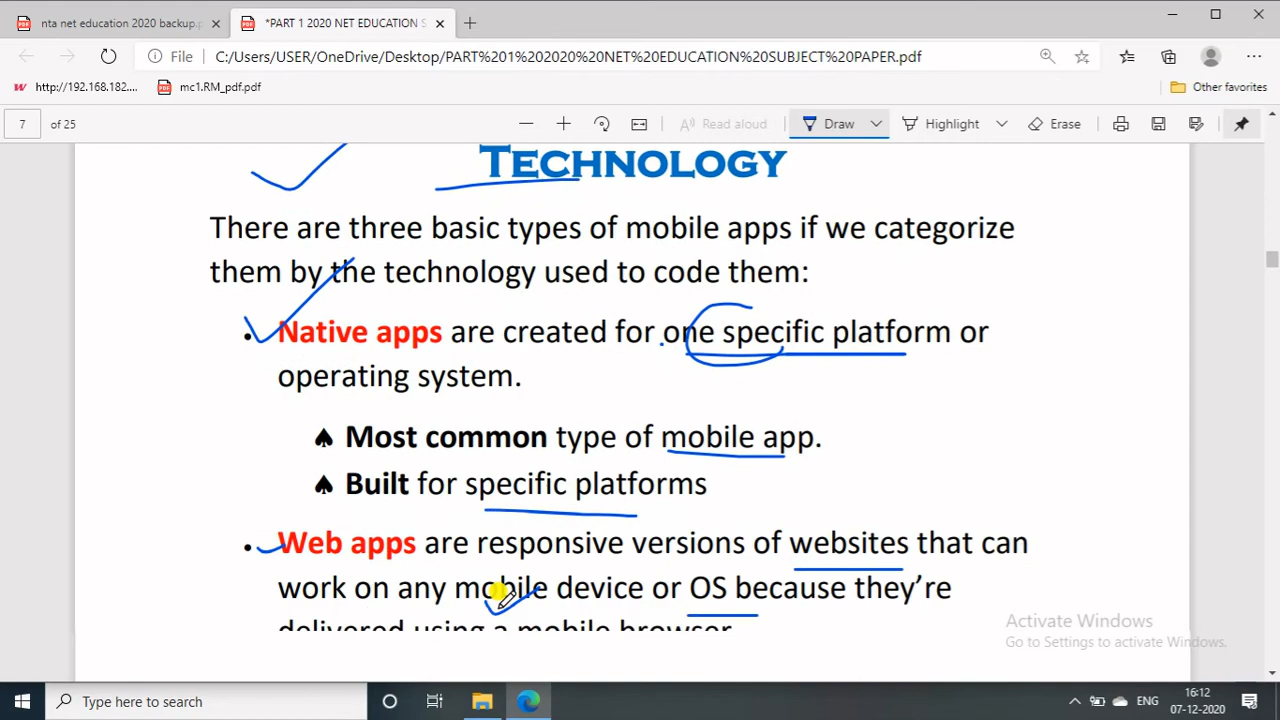 nta net education 2020 backup.p
*PART 1 2020 NET EDUCATION S
File
C:/Users/USER/OneDrive/Desktop/PART%201%202020%20NET%20EDUCATION%20SUBJECT%20PAPER.pdf
http://192.168.182....
mc1.RM_pdf.pdf
Other favorites
7 of 25
Read aloud
Draw
Highlight
Erase
TECHNOLOGY
There are three basic types of mobile apps if we categorize
them by the technology used to code them:
• Native apps are created for one specific platform or
operating system.
♠ Most common type of mobile app.
♠ Built for specific platforms
• Web apps are responsive versions of websites that can
work on any mobile device or OS because they're
delivered using a mobile browser.
Activate Windows
Go to Settings to activate Windows.
Type here to search
ENG
16:12
07-12-2020